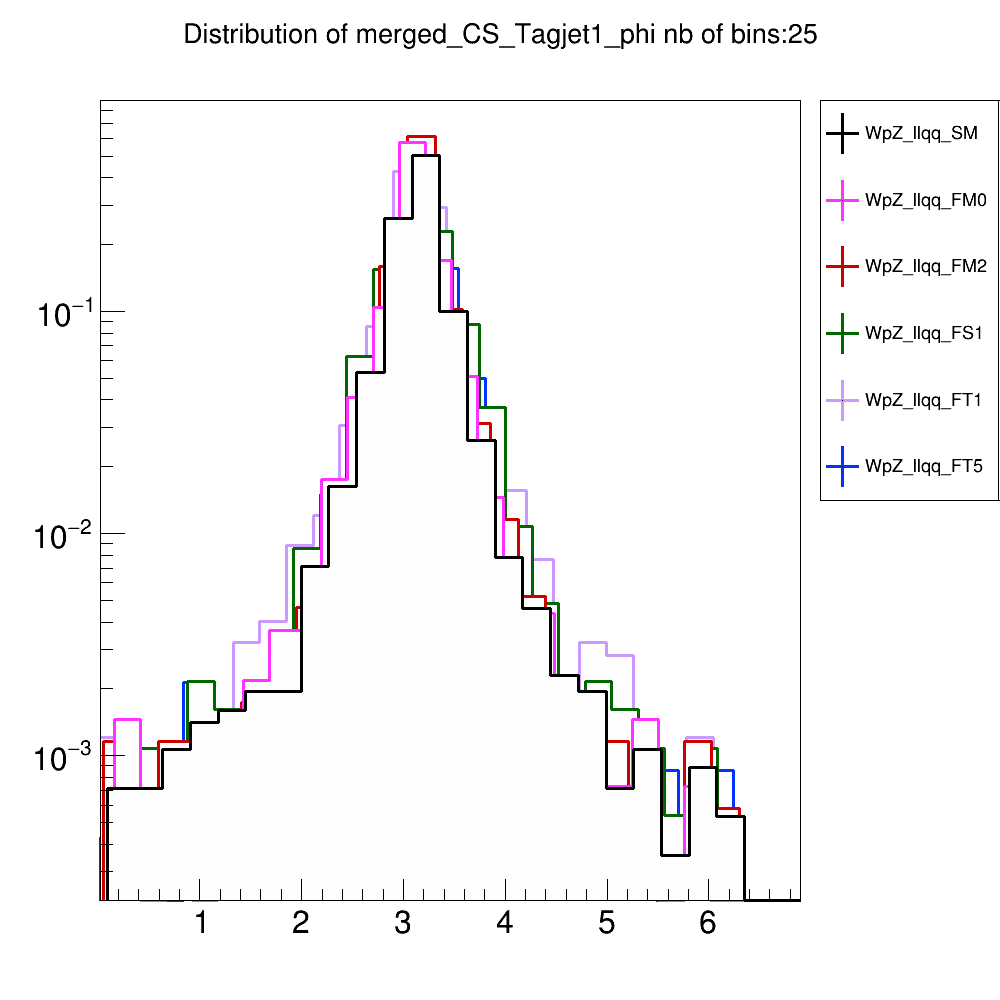 Distribution of merged_CS_Tagjet1_phi nb of bins:25
WpZ_llqq_SM
WpZ_llqq_FM0
WpZ_llqq_FM2
WpZ_llqq_FS1
WpZ_llqq_FT1
WpZ_llqq_FT5
10⁻¹
10⁻²
10⁻³
1 2 3 4 5 6